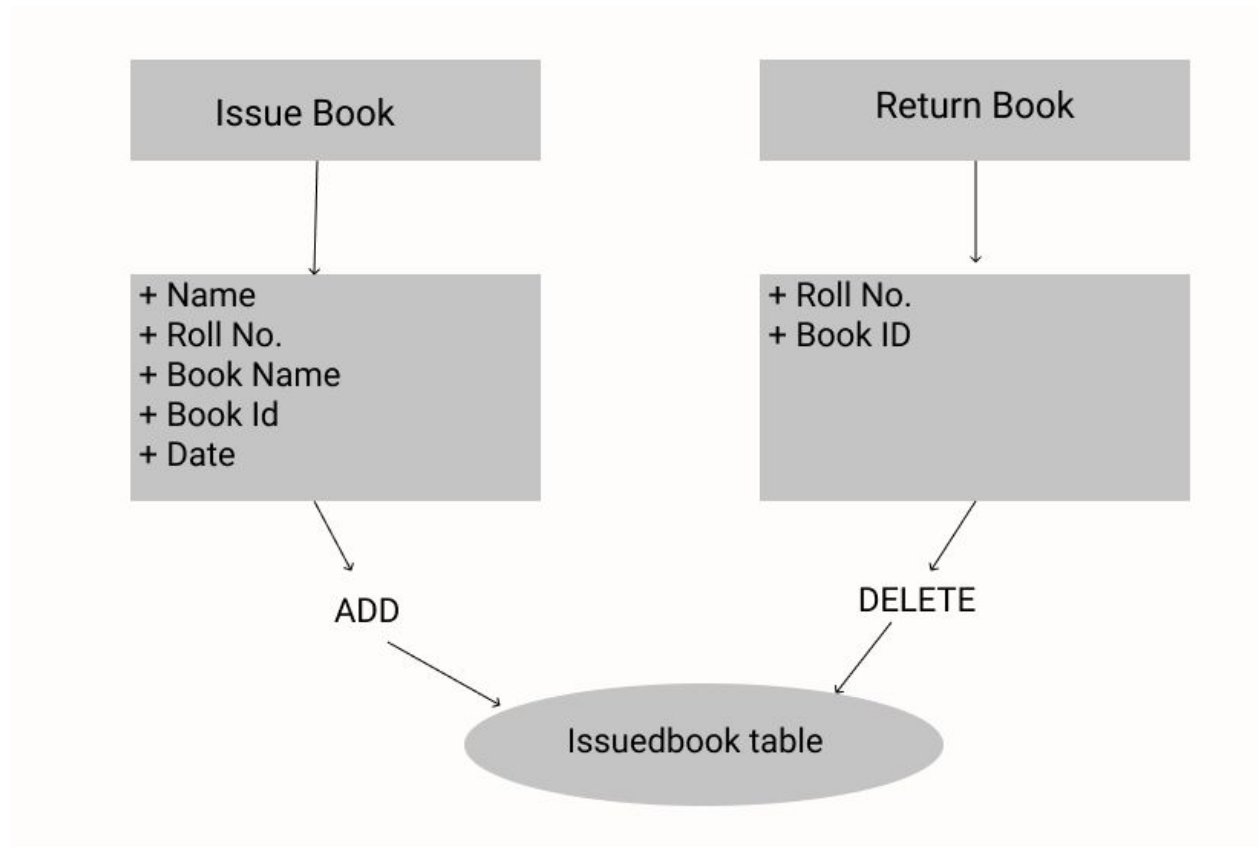 Issue Book
Return Book
+ Name
+ Roll No.
+ Book Name
+ Book Id
+ Date
+ Roll No.
+ Book ID
ADD
DELETE
Issuedbook table